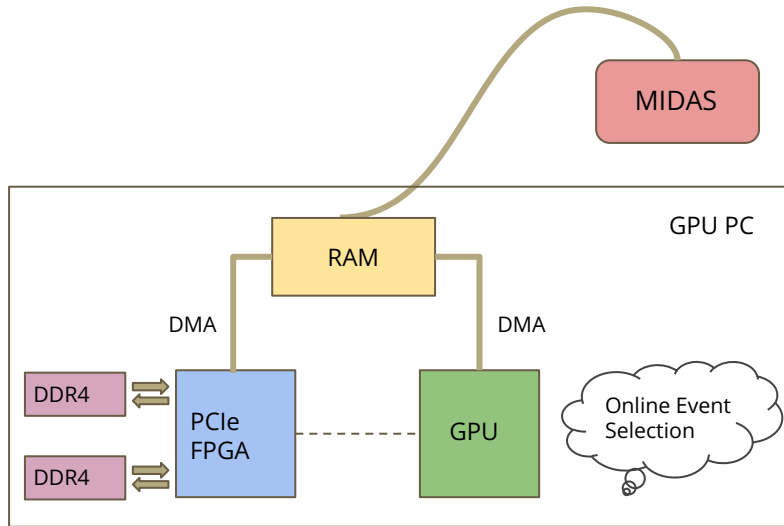 MIDAS
GPU PC
RAM
DMA
DMA
DDR4
PCIe
FPGA
GPU
Online Event
Selection
DDR4